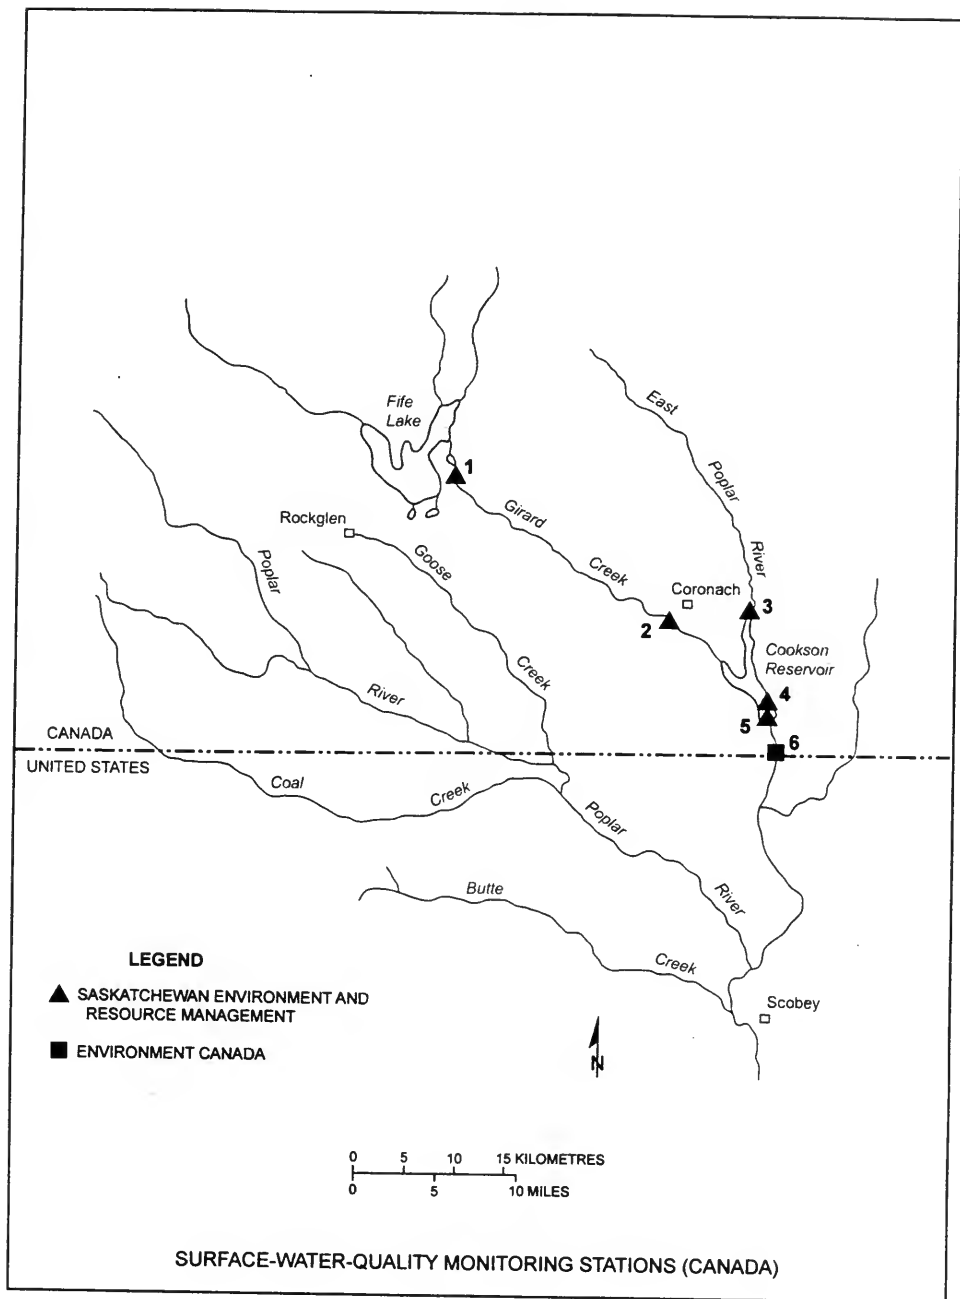 Fife
Lake
East
Poplar
River
1
Girard
Creek
Rockglen
Goose
Creek
Poplar
River
Coronach
2
3
Cookson
Reservoir
4
5
6
CANADA
UNITED STATES
Coal
Creek
Poplar
River
Butte
Creek
Scobey
LEGEND
SASKATCHEWAN ENVIRONMENT AND
RESOURCE MANAGEMENT
ENVIRONMENT CANADA
N
0 5 10 15 KILOMETRES
0 5 10 MILES
SURFACE-WATER-QUALITY MONITORING STATIONS (CANADA)